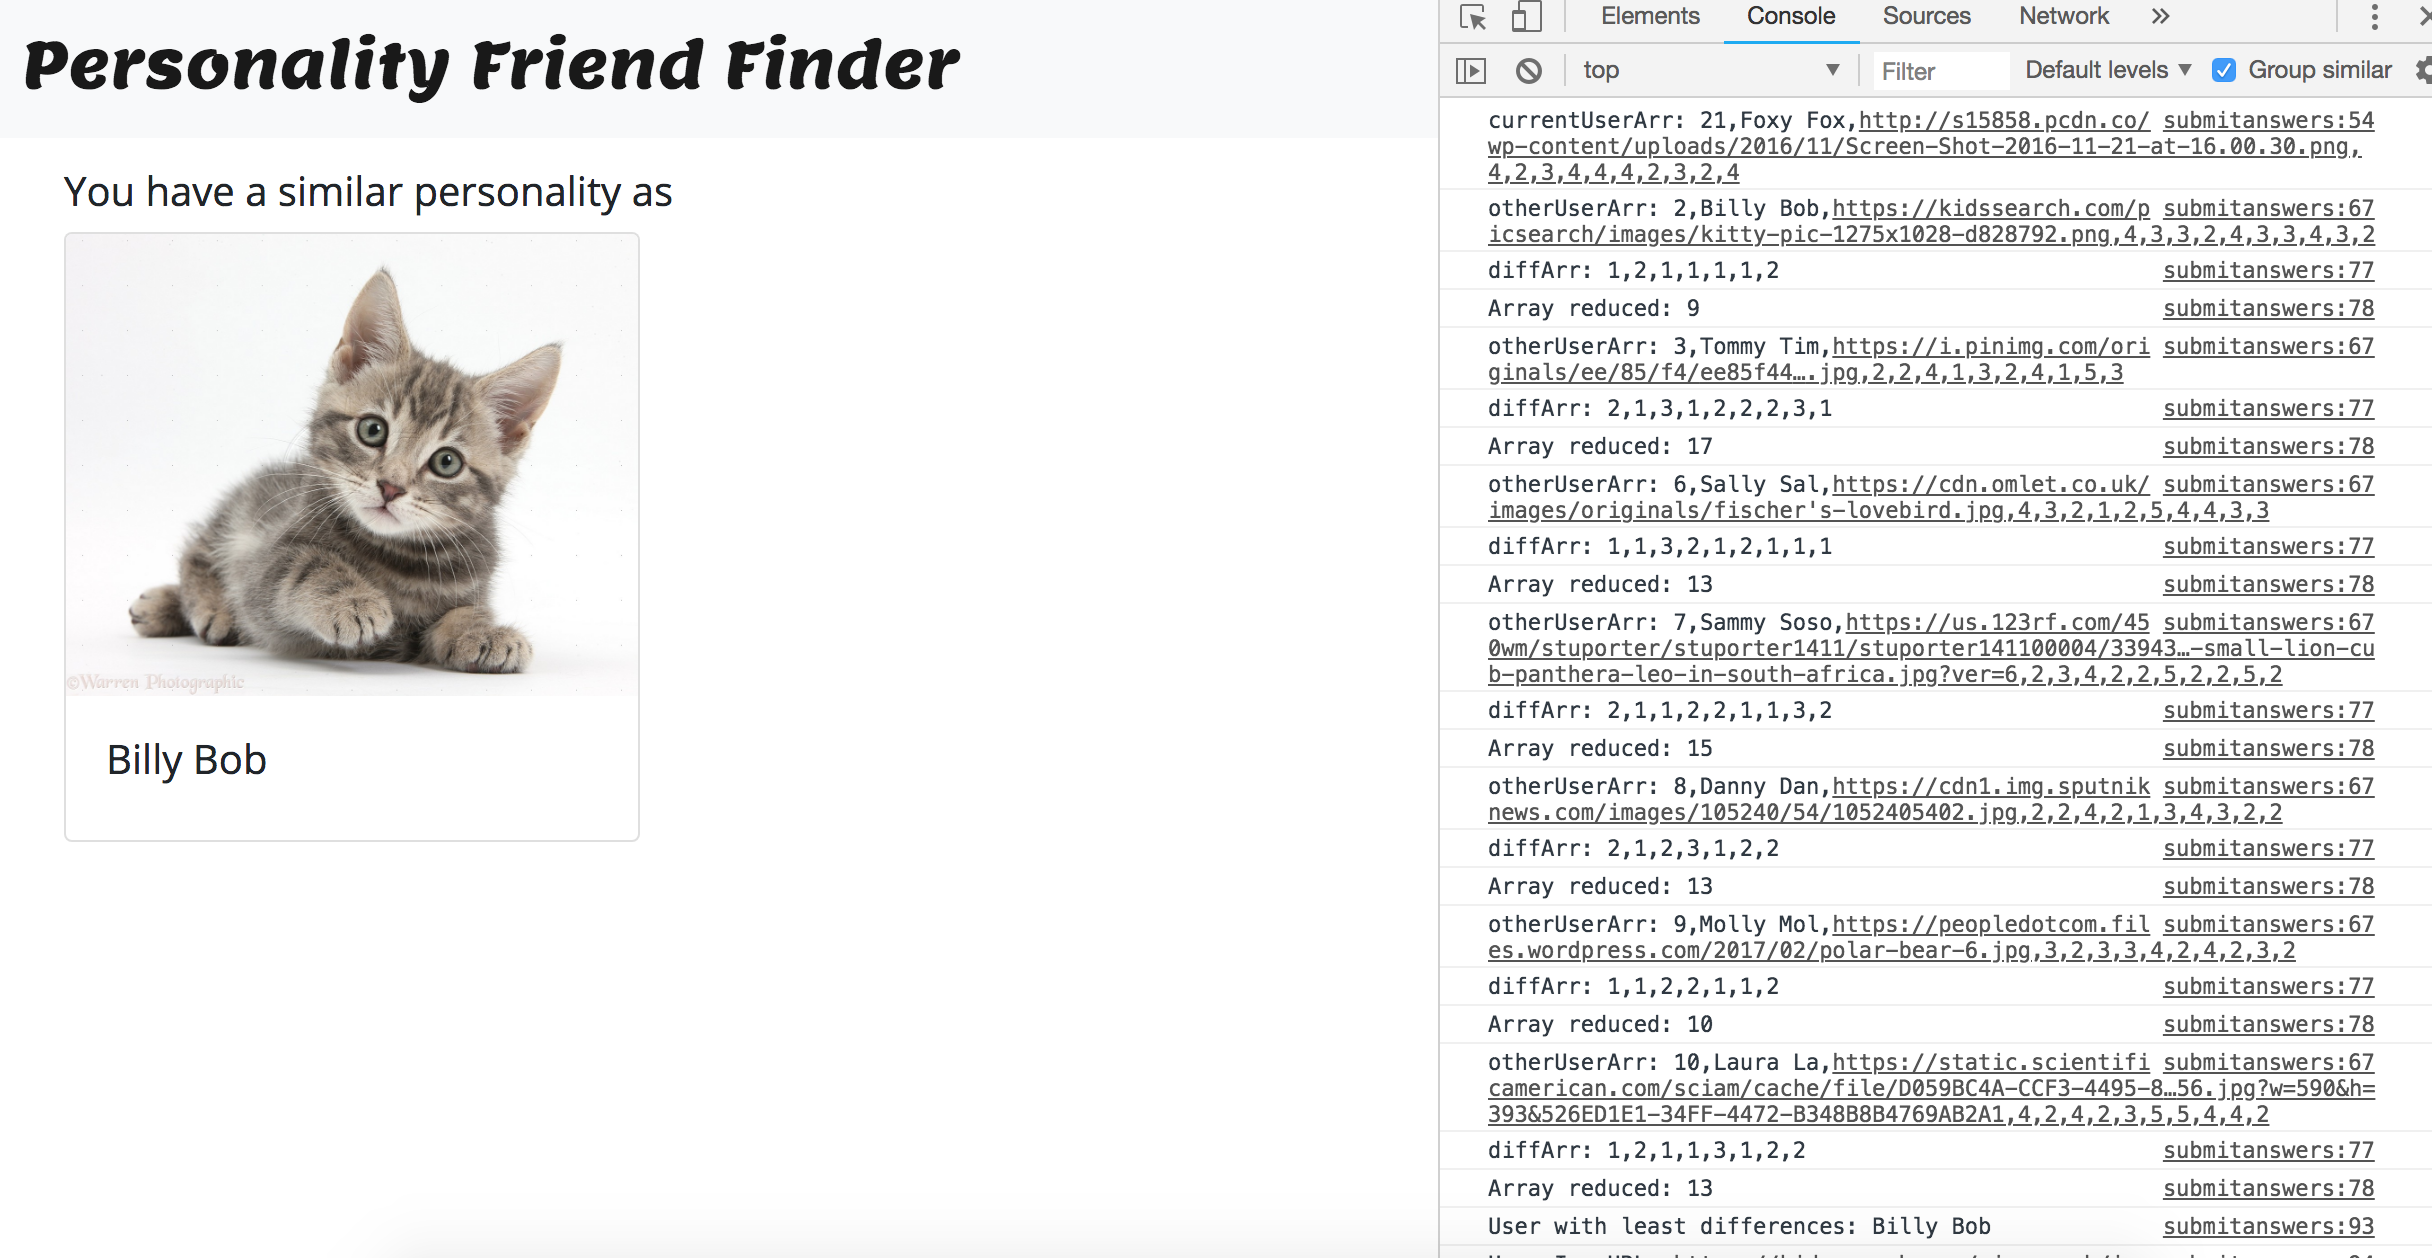 Personality Friend Finder
You have a similar personality as
©Warren Photographic
Billy Bob
Elements Console Sources Network »
top Filter Default levels Group similar
currentUserArr: 21,Foxy Fox,http://s15858.pcdn.co/ submitanswers:54
wp-content/uploads/2016/11/Screen-Shot-2016-11-21-at-16.00.30.png,
4,2,3,4,4,4,2,3,2,4
otherUserArr: 2,Billy Bob,https://kidssearch.com/p submitanswers:67
icsearch/images/kitty-pic-1275x1028-d828792.png,4,3,3,2,4,3,3,4,3,2
diffArr: 1,2,1,1,1,1,2 submitanswers:77
Array reduced: 9 submitanswers:78
otherUserArr: 3,Tommy Tim,https://i.pinimg.com/ori submitanswers:67
ginals/ee/85/f4/ee85f44….jpg,2,2,4,1,3,2,4,1,5,3
diffArr: 2,1,3,1,2,2,2,3,1 submitanswers:77
Array reduced: 17 submitanswers:78
otherUserArr: 6,Sally Sal,https://cdn.omlet.co.uk/ submitanswers:67
images/originals/fischer's-lovebird.jpg,4,3,2,1,2,5,4,4,3,3
diffArr: 1,1,3,2,1,2,1,1,1 submitanswers:77
Array reduced: 13 submitanswers:78
otherUserArr: 7,Sammy Soso,https://us.123rf.com/45 submitanswers:67
0wm/stuporter/stuporter1411/stuporter141100004/33943…-small-lion-cu
b-panthera-leo-in-south-africa.jpg?ver=6,2,3,4,2,2,5,2,2,5,2
diffArr: 2,1,1,2,2,1,1,3,2 submitanswers:77
Array reduced: 15 submitanswers:78
otherUserArr: 8,Danny Dan,https://cdn1.img.sputnik submitanswers:67
news.com/images/105240/54/1052405402.jpg,2,2,4,2,1,3,4,3,2,2
diffArr: 2,1,2,3,1,2,2 submitanswers:77
Array reduced: 13 submitanswers:78
otherUserArr: 9,Molly Mol,https://peopledotcom.fil submitanswers:67
es.wordpress.com/2017/02/polar-bear-6.jpg,3,2,3,3,4,2,4,2,3,2
diffArr: 1,1,2,2,1,1,2 submitanswers:77
Array reduced: 10 submitanswers:78
otherUserArr: 10,Laura La,https://static.scientifi submitanswers:67
camerican.com/sciam/cache/file/D059BC4A-CCF3-4495-8…56.jpg?w=590&h=
393&526ED1E1-34FF-4472-B348B8B4769AB2A1,4,2,4,2,3,5,5,4,4,2
diffArr: 1,2,1,1,3,1,2,2 submitanswers:77
Array reduced: 13 submitanswers:78
User with least differences: Billy Bob submitanswers:93